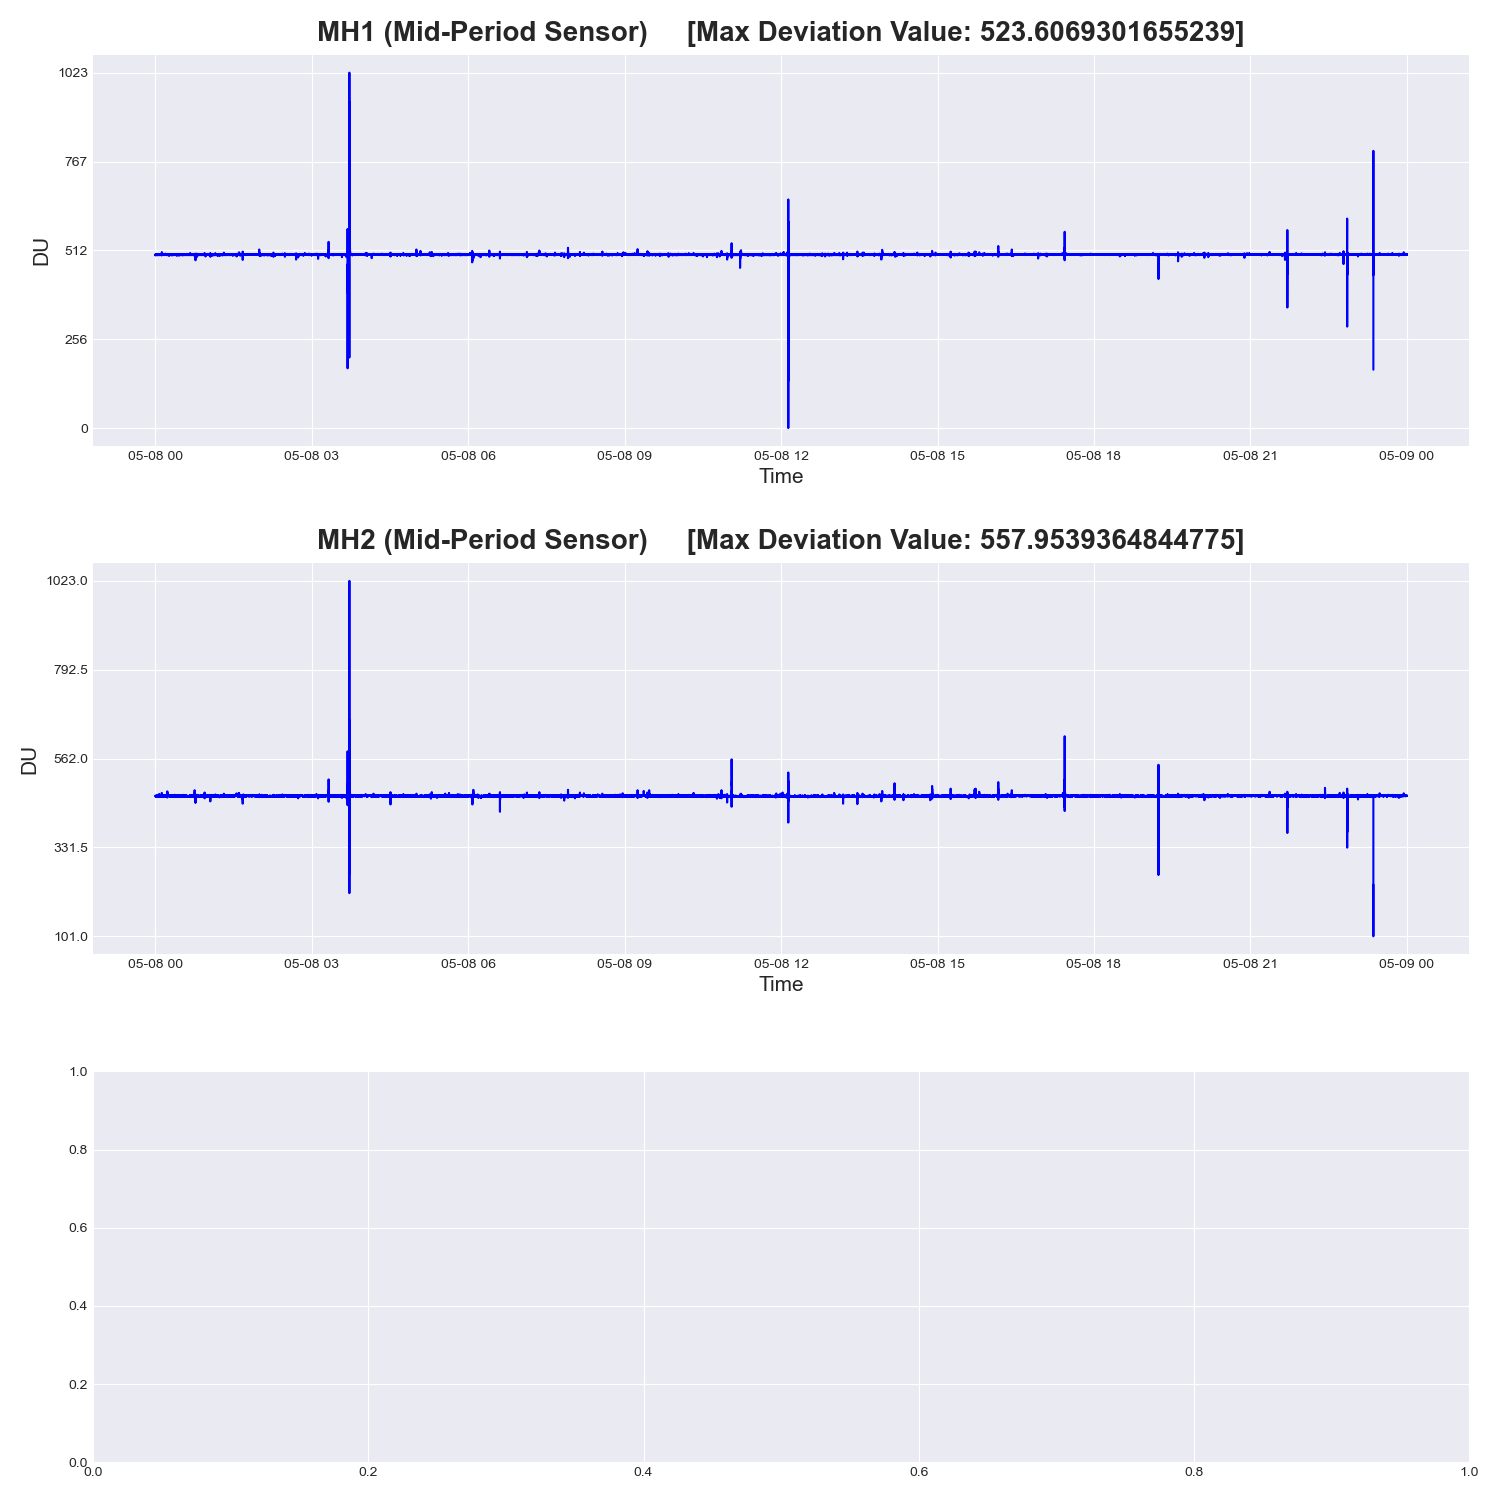 MH1 (Mid-Period Sensor) [Max Deviation Value: 523.6069301655239]
1023
767
512
256
0
DU
05-08 00 05-08 03 05-08 06 05-08 09 05-08 12 05-08 15 05-08 18 05-08 21 05-09 00
Time
MH2 (Mid-Period Sensor) [Max Deviation Value: 557.9539364844775]
1023.0
792.5
562.0
331.5
101.0
DU
05-08 00 05-08 03 05-08 06 05-08 09 05-08 12 05-08 15 05-08 18 05-08 21 05-09 00
Time
1.0
0.8
0.6
0.4
0.2
0.0
0.0 0.2 0.4 0.6 0.8 1.0